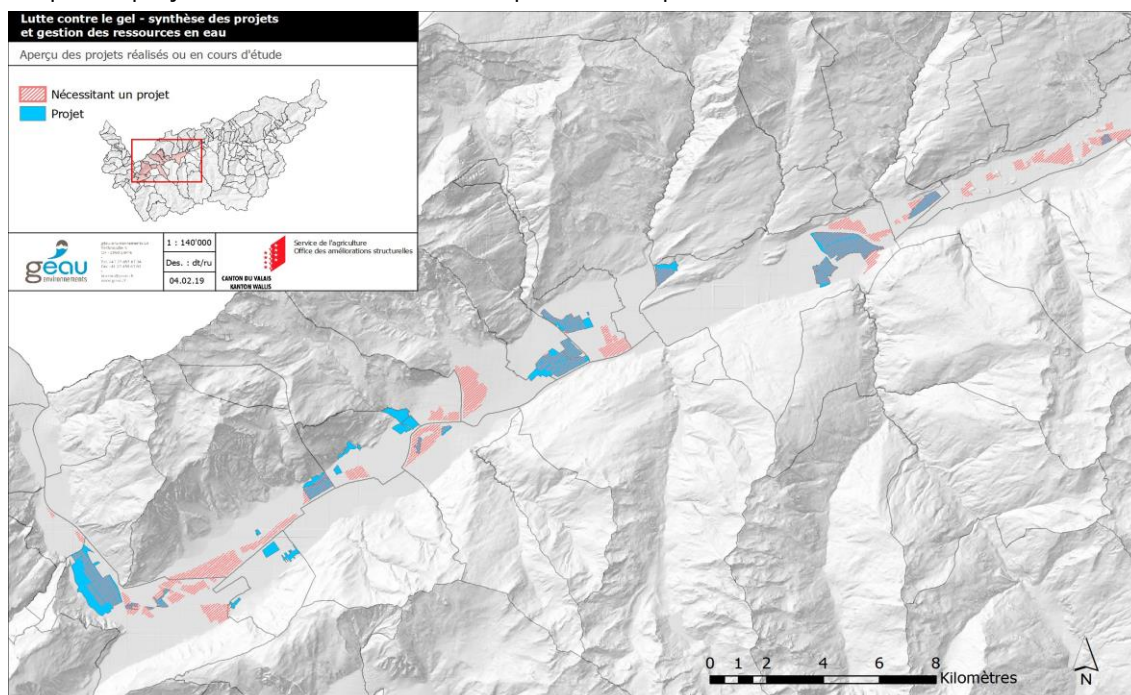 Lutte contre le gel - synthèse des projets
et gestion des ressources en eau
Aperçu des projets réalisés ou en cours d'étude
Nécessitant un projet
Projet
geau
environnements
1 : 140'000
Des. : dt/ru
04.02.19
CANTON DU VALAIS
KANTON WALLIS
Service de l'agriculture
Office des améliorations structurelles
0 1 2 4 6 8
Kilomètres
N